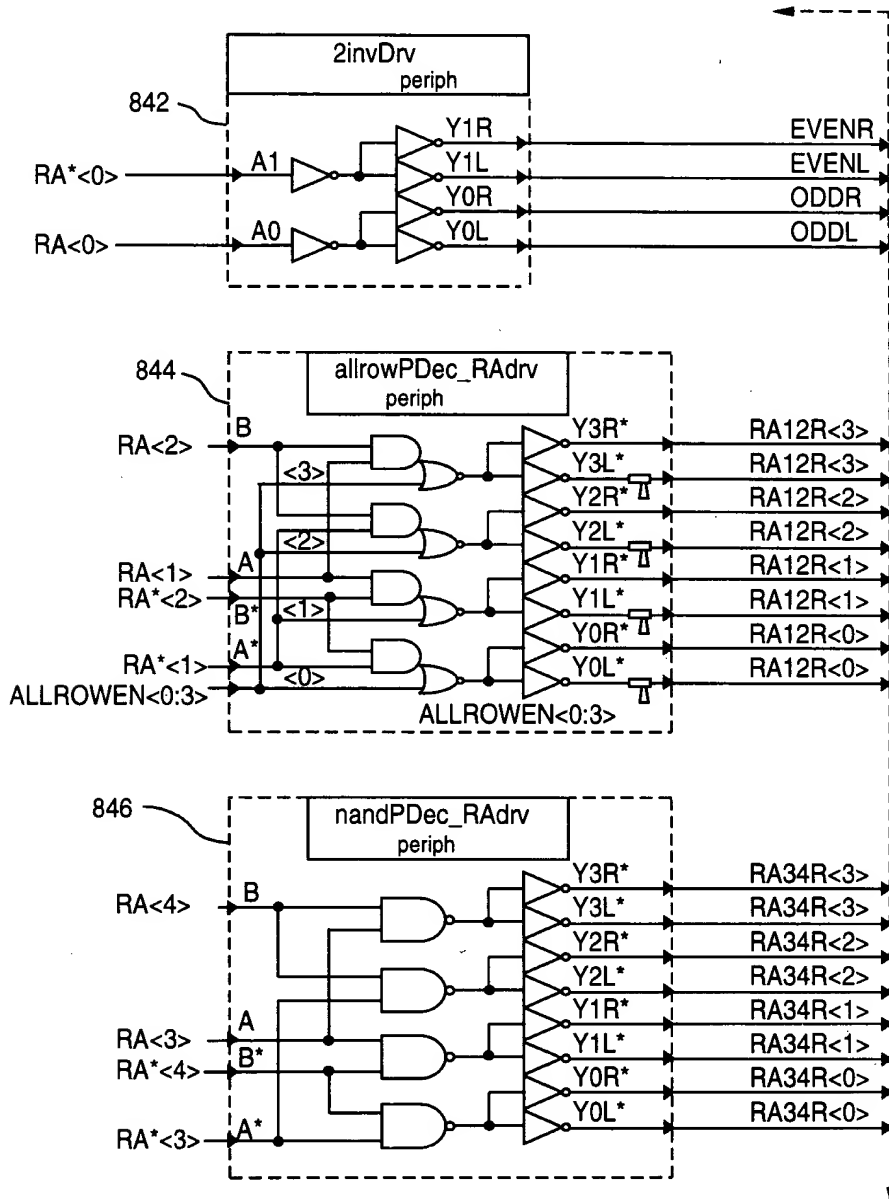 2invDrv
periph
842
RA*<0>
A1
Y1R
EVENR
Y1L
EVENL
Y0R
ODDR
RA<0>
A0
Y0L
ODDL
844
allrowPDec_RAdrv
periph
RA<2>
B
Y3R*
RA12R<3>
<3>
Y3L*
RA12R<3>
Y2R*
RA12R<2>
<2>
Y2L*
RA12R<2>
RA<1>
A
Y1R*
RA12R<1>
RA*<2>
B*
<1>
Y1L*
RA12R<1>
RA*<1>
A*
Y0R*
RA12R<0>
<0>
Y0L*
RA12R<0>
ALLROWEN<0:3>
ALLROWEN<0:3>
846
nandPDec_RAdrv
periph
RA<4>
B
Y3R*
RA34R<3>
Y3L*
RA34R<3>
Y2R*
RA34R<2>
Y2L*
RA34R<2>
RA<3>
A
Y1R*
RA34R<1>
RA*<4>
B*
Y1L*
RA34R<1>
Y0R*
RA34R<0>
RA*<3>
A*
Y0L*
RA34R<0>